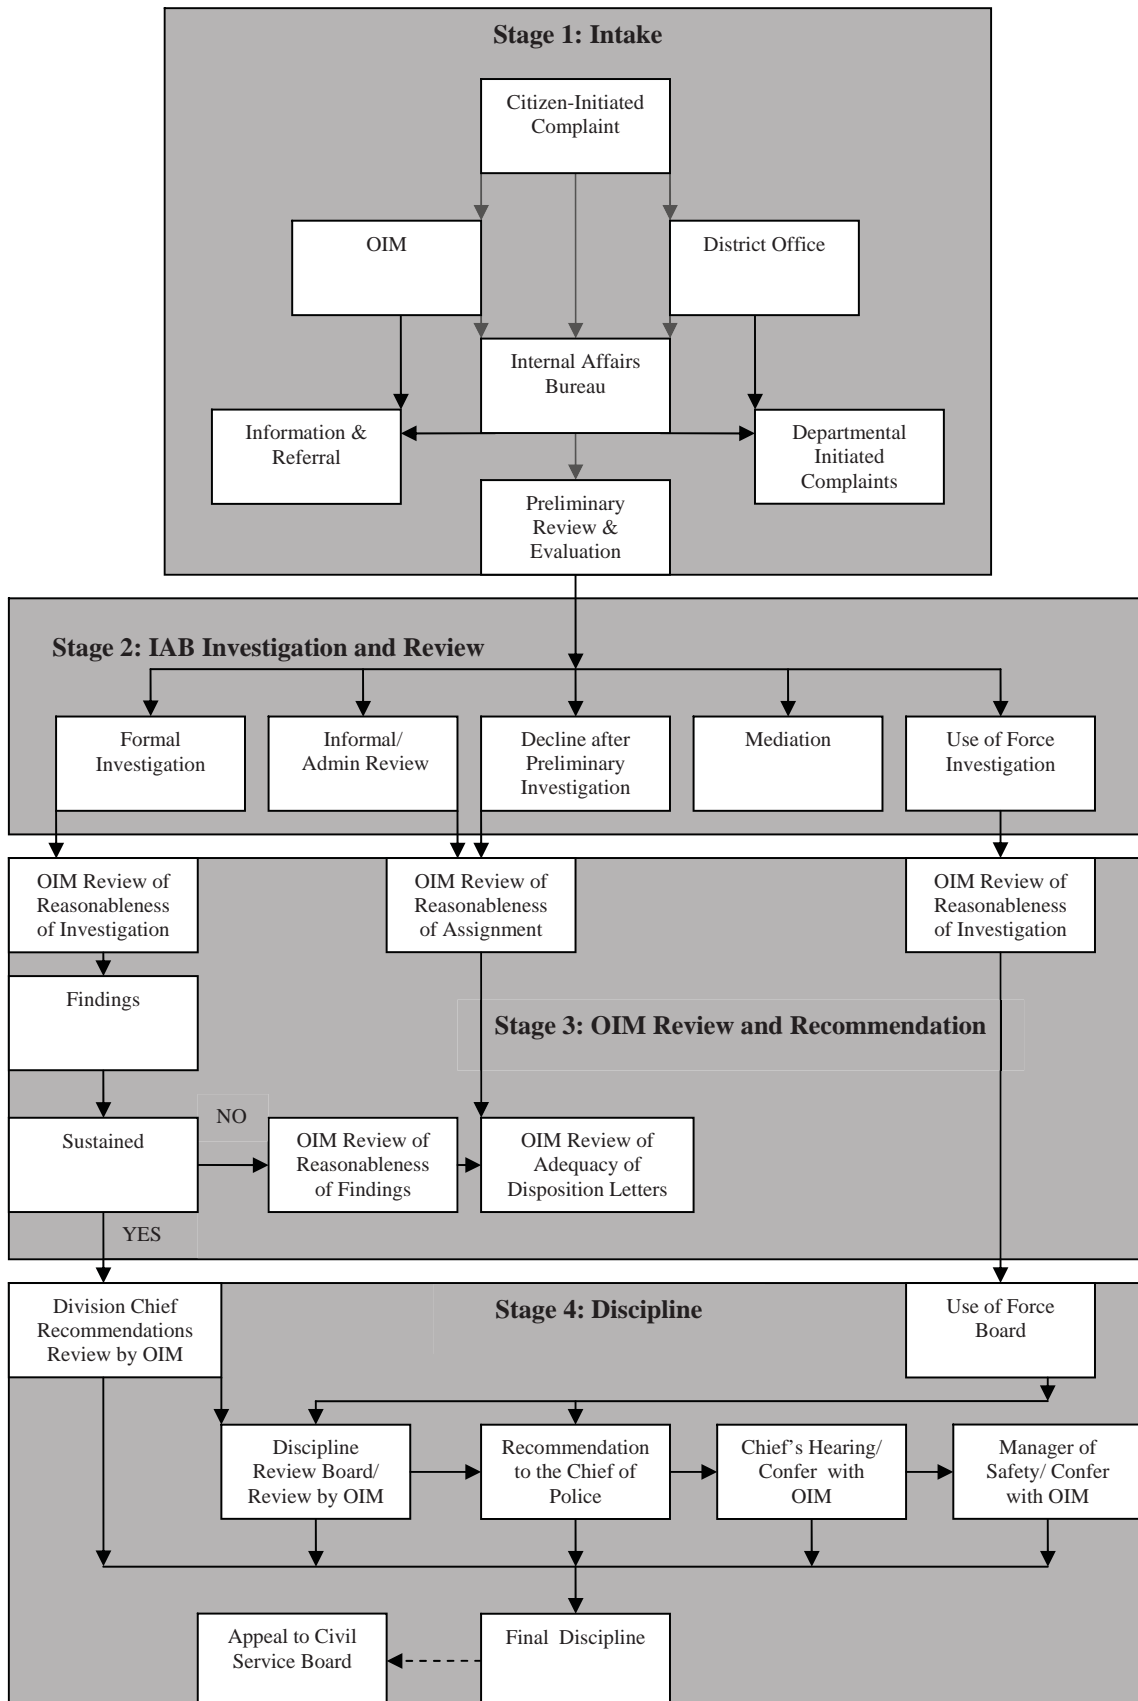 Stage 1: Intake
Citizen-Initiated
Complaint
OIM
District Office
Internal Affairs
Bureau
Information &
Referral
Departmental
Initiated
Complaints
Preliminary
Review &
Evaluation
Stage 2: IAB Investigation and Review
Formal
Investigation
Informal/
Admin Review
Decline after
Preliminary
Investigation
Mediation
Use of Force
Investigation
OIM Review of
Reasonableness
of Investigation
OIM Review of
Reasonableness
of Assignment
OIM Review of
Reasonableness
of Investigation
Findings
Stage 3: OIM Review and Recommendation
Sustained
NO
OIM Review of
Reasonableness
of Findings
OIM Review of
Adequacy of
Disposition Letters
YES
Division Chief
Recommendations
Review by OIM
Stage 4: Discipline
Use of Force
Board
Discipline
Review Board/
Review by OIM
Recommendation
to the Chief of
Police
Chief's Hearing/
Confer with
OIM
Manager of
Safety/ Confer
with OIM
Appeal to Civil
Service Board
Final Discipline